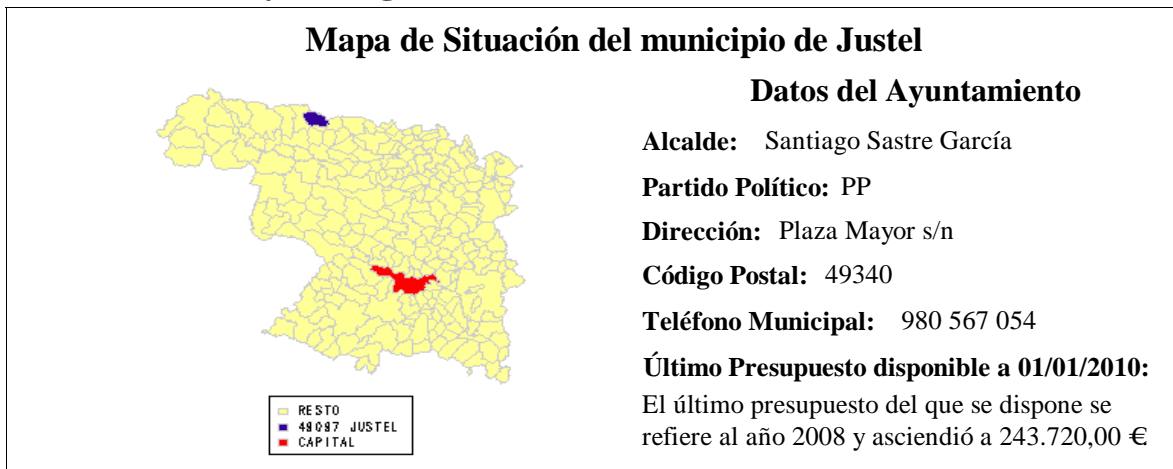 Mapa de Situación del municipio de Justel
Datos del Ayuntamiento
Alcalde: Santiago Sastre García
Partido Político: PP
Dirección: Plaza Mayor s/n
Código Postal: 49340
Teléfono Municipal: 980 567 054
Último Presupuesto disponible a 01/01/2010:
El último presupuesto del que se dispone se
refiere al año 2008 y asciendió a 243.720,00 €
RESTO
49097 JUSTEL
CAPITAL